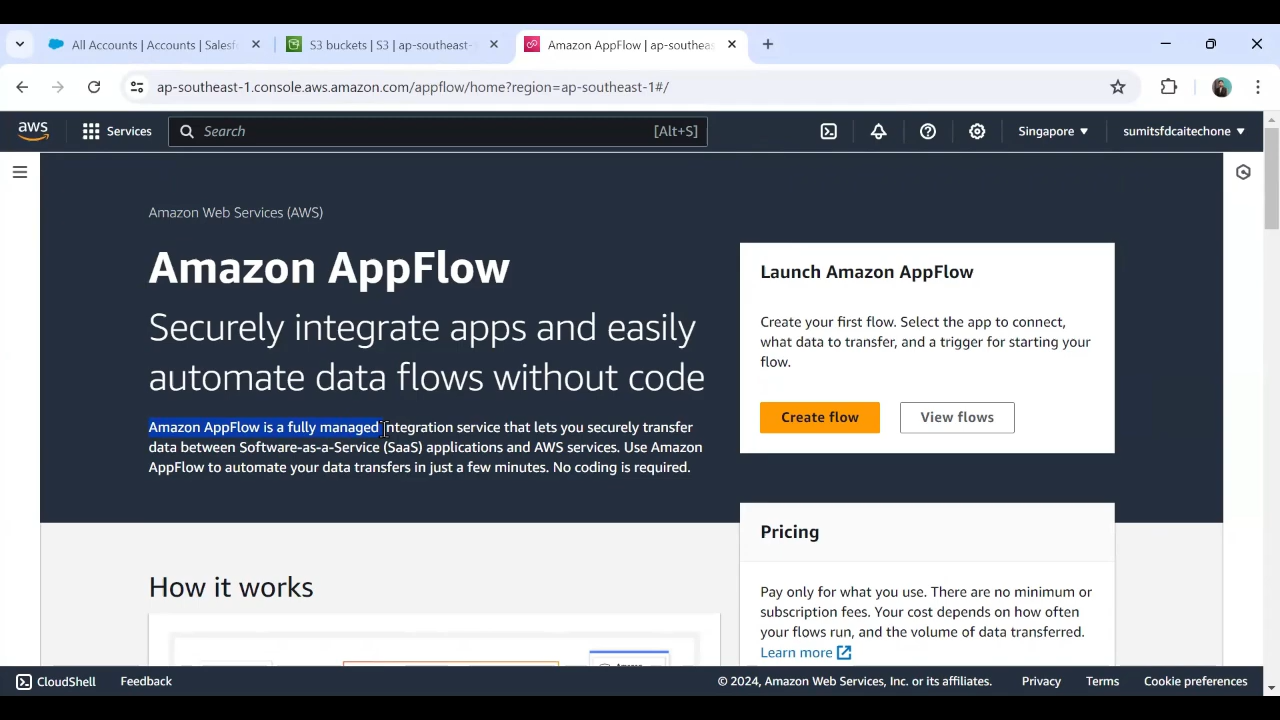 All Accounts | Accounts | Salesf
S3 buckets | S3 | ap-southeast-
Amazon AppFlow | ap-southeas
ap-southeast-1.console.aws.amazon.com/appflow/home?region=ap-southeast-1#/
aws
Services
Search
[Alt+S]
Singapore
sumitsfdcaitechone
Amazon Web Services (AWS)
Amazon AppFlow
Securely integrate apps and easily
automate data flows without code
Amazon AppFlow is a fully managed integration service that lets you securely transfer
data between Software-as-a-Service (SaaS) applications and AWS services. Use Amazon
AppFlow to automate your data transfers in just a few minutes. No coding is required.
Launch Amazon AppFlow
Create your first flow. Select the app to connect,
what data to transfer, and a trigger for starting your
flow.
Create flow
View flows
Pricing
Pay only for what you use. There are no minimum or
subscription fees. Your cost depends on how often
your flows run, and the volume of data transferred.
Learn more
How it works
CloudShell
Feedback
© 2024, Amazon Web Services, Inc. or its affiliates.
Privacy
Terms
Cookie preferences